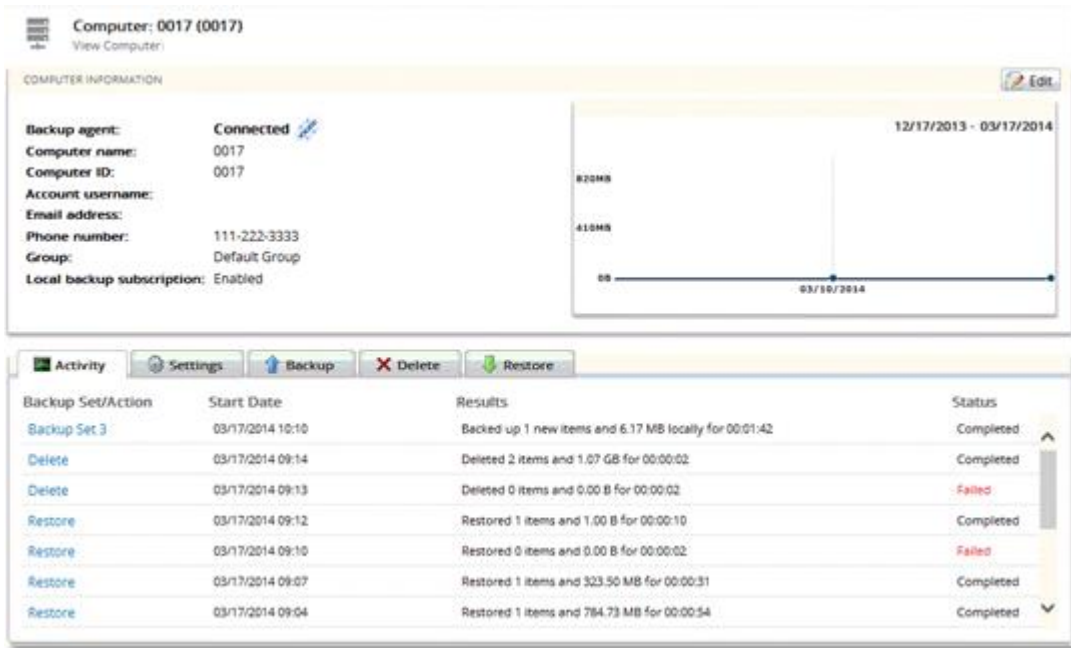 Computer: 0017 (0017)
View Computer:
COMPUTER INFORMATION
Edit
Backup agent: Connected
Computer name: 0017
Computer ID: 0017
Account username:
Email address:
Phone number: 111-222-3333
Group: Default Group
Local backup subscription: Enabled
12/17/2013 - 03/17/2014
820MB
410MB
0B
03/10/2014
Activity Settings Backup Delete Restore
Backup Set/Action Start Date Results Status
Backup Set 3 03/17/2014 10:10 Backed up 1 new items and 6.17 MB locally for 00:01:42 Completed
Delete 03/17/2014 09:14 Deleted 2 items and 1.07 GB for 00:00:02 Completed
Delete 03/17/2014 09:13 Deleted 0 items and 0.00 B for 00:00:02 Failed
Restore 03/17/2014 09:12 Restored 1 items and 1.00 B for 00:00:10 Completed
Restore 03/17/2014 09:10 Restored 0 items and 0.00 B for 00:00:02 Failed
Restore 03/17/2014 09:07 Restored 1 items and 323.50 MB for 00:00:31 Completed
Restore 03/17/2014 09:04 Restored 1 items and 784.73 MB for 00:00:54 Completed